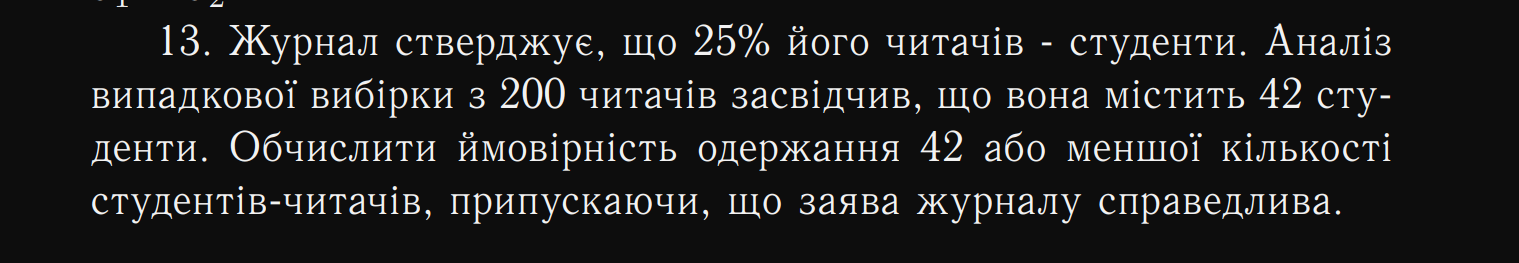 13. Журнал стверджує, що 25% його читачів - студенти. Аналіз
випадкової вибірки з 200 читачів засвідчив, що вона містить 42 сту-
денти. Обчислити ймовірність одержання 42 або меншої кількості
студентів-читачів, припускаючи, що заява журналу справедлива.